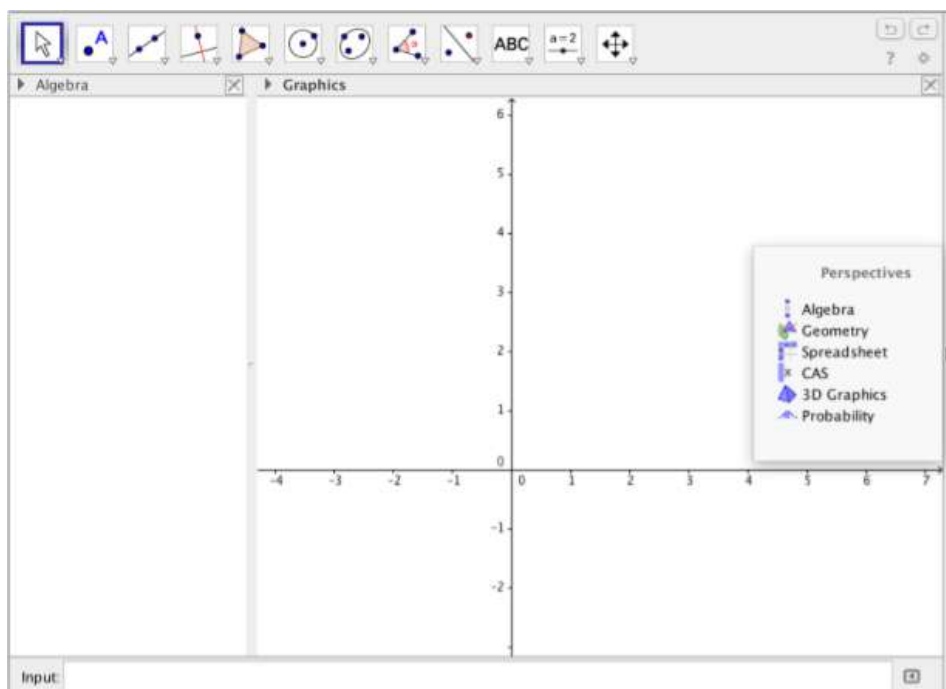 A
α
ABC
a=2
?
Algebra
Graphics
6
5
4
3
2
1
0
-4 -3 -2 -1 0 1 2 3 4 5 6 7
-1
-2
Perspectives
Algebra
Geometry
Spreadsheet
x CAS
3D Graphics
Probability
Input: